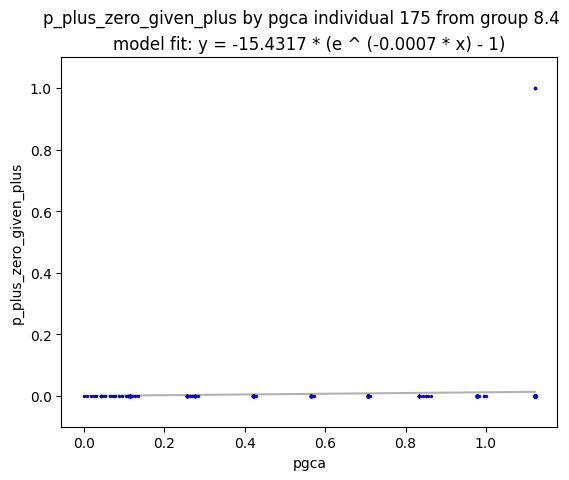 p_plus_zero_given_plus by pgca individual 175 from group 8.4
model fit: y = -15.4317 * (e ^ (-0.0007 * x) - 1)
p_plus_zero_given_plus
1.0
0.8
0.6
0.4
0.2
0.0
0.0 0.2 0.4 0.6 0.8 1.0
pgca